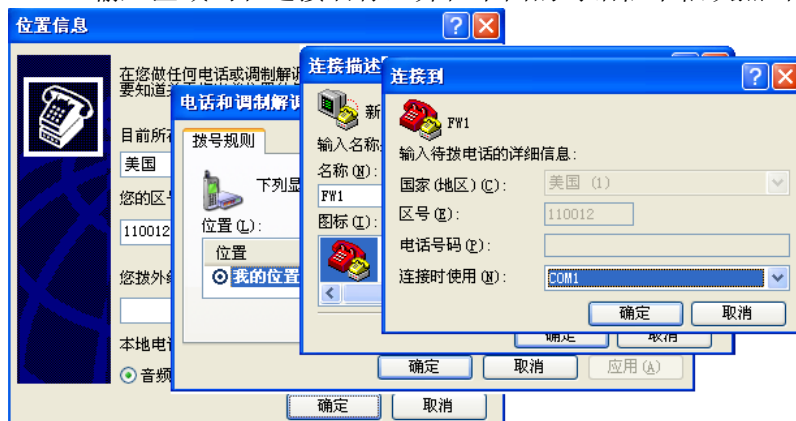 位置信息
在您做任何电话或调制解调
要知道
目前所在
美国
您的区号
110012
您拨外
本地电话
音频
确定 取消
电话和调制解调
拨号规则
下列显
位置(L):
位置
我的位置
确定 取消 应用(A)
连接描述
新
输入名称
名称(N):
FW1
图标(I):
确定 取消
连接到
FW1
输入待拨电话的详细信息:
国家(地区)(C): 美国 (1)
区号(E): 110012
电话号码(P):
连接时使用(N): COM1
确定 取消